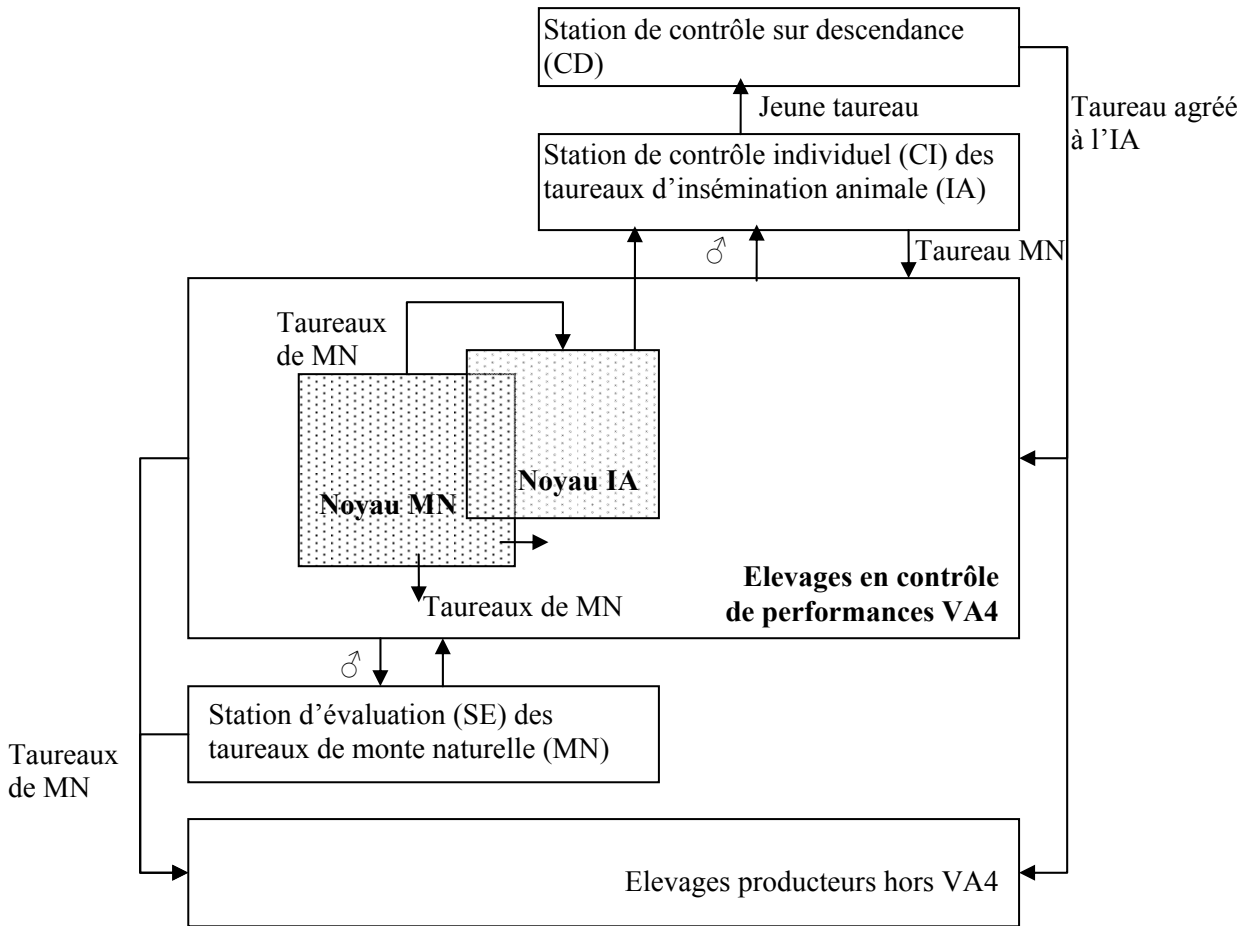 Station de contrôle sur descendance
(CD)
Jeune taureau
Taureau agréé
à l'IA
Station de contrôle individuel (CI) des
taureaux d'insémination animale (IA)
♂
Taureau MN
Taureaux
de MN
Noyau IA
Noyau MN
Elevages en contrôle
de performances VA4
Taureaux de MN
♂
Station d'évaluation (SE) des
taureaux de monte naturelle (MN)
Taureaux
de MN
Elevages producteurs hors VA4